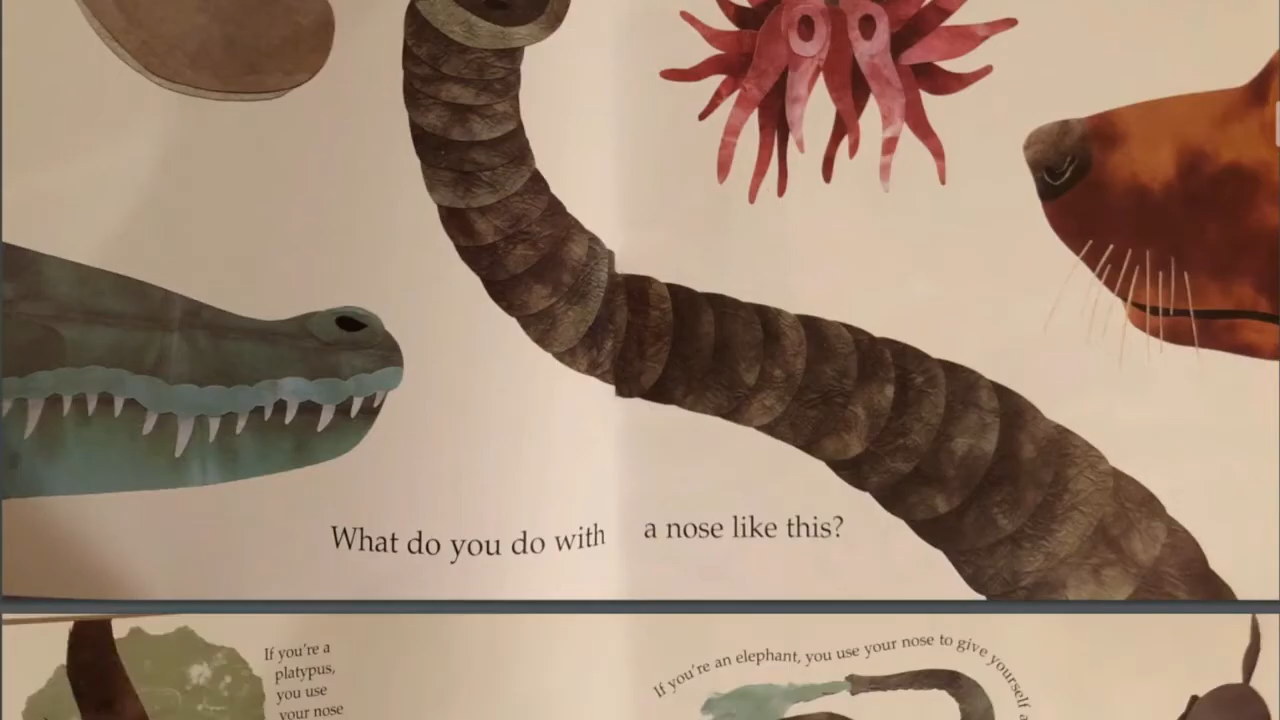 What do you do with a nose like this?
If you're a
platypus,
you use
your nose
If you're an elephant, you use your nose to give yourself